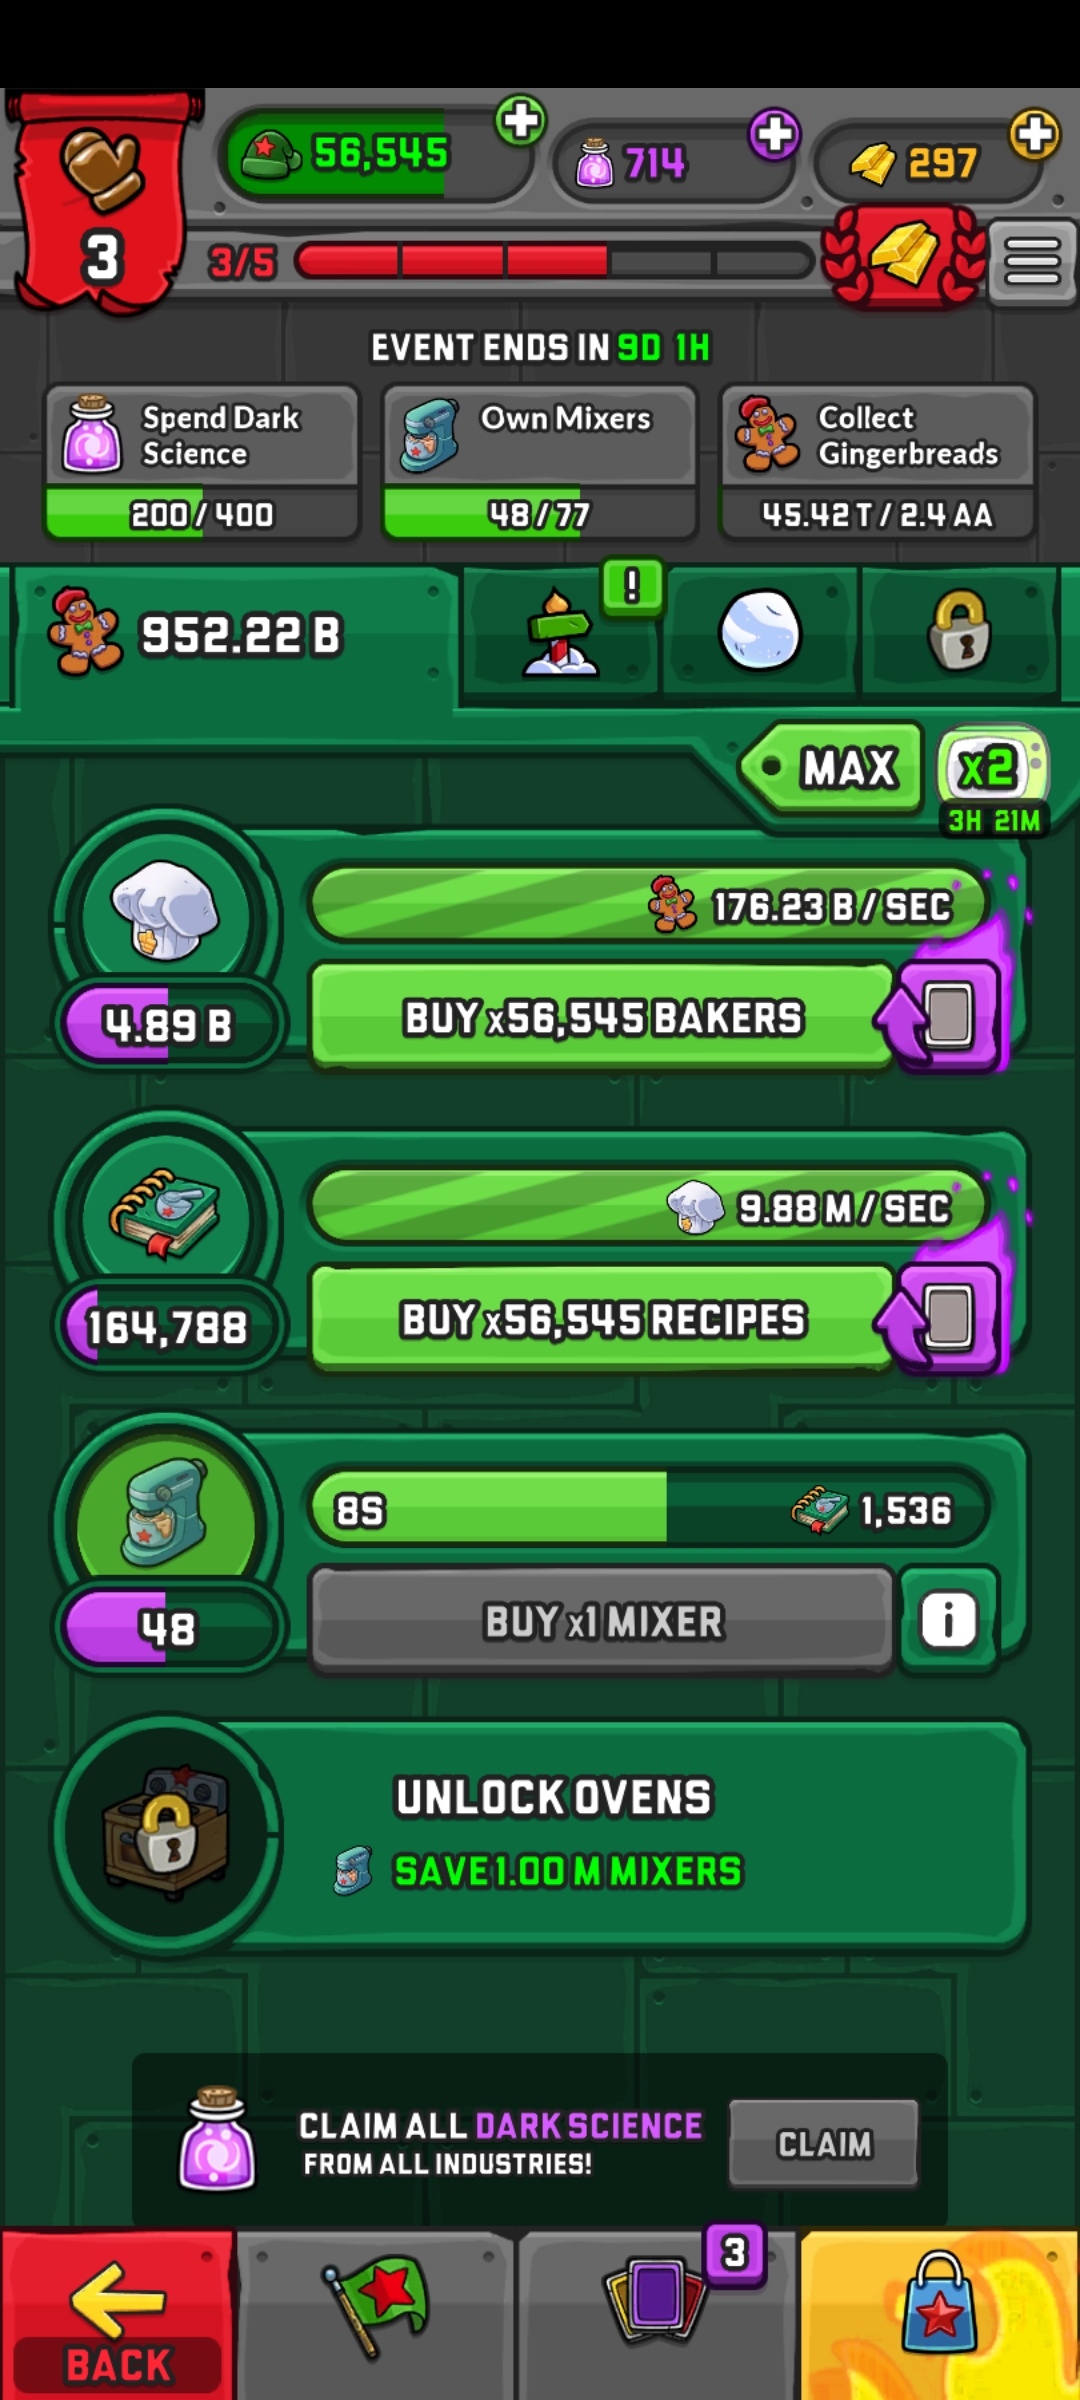 56,545
714
297
3
3/5
EVENT ENDS IN 9D 1H
Spend Dark
Science
200 / 400
Own Mixers
48 / 77
Collect
Gingerbreads
45.42 T / 2.4 AA
952.22 B
!
MAX
x2
3H 21M
176.23 B / SEC
4.89 B
BUY x56,545 BAKERS
9.88 M / SEC
164,788
BUY x56,545 RECIPES
8S
1,536
48
BUY x1 MIXER
i
UNLOCK OVENS
SAVE 1.00 M MIXERS
CLAIM ALL DARK SCIENCE
FROM ALL INDUSTRIES!
CLAIM
3
BACK